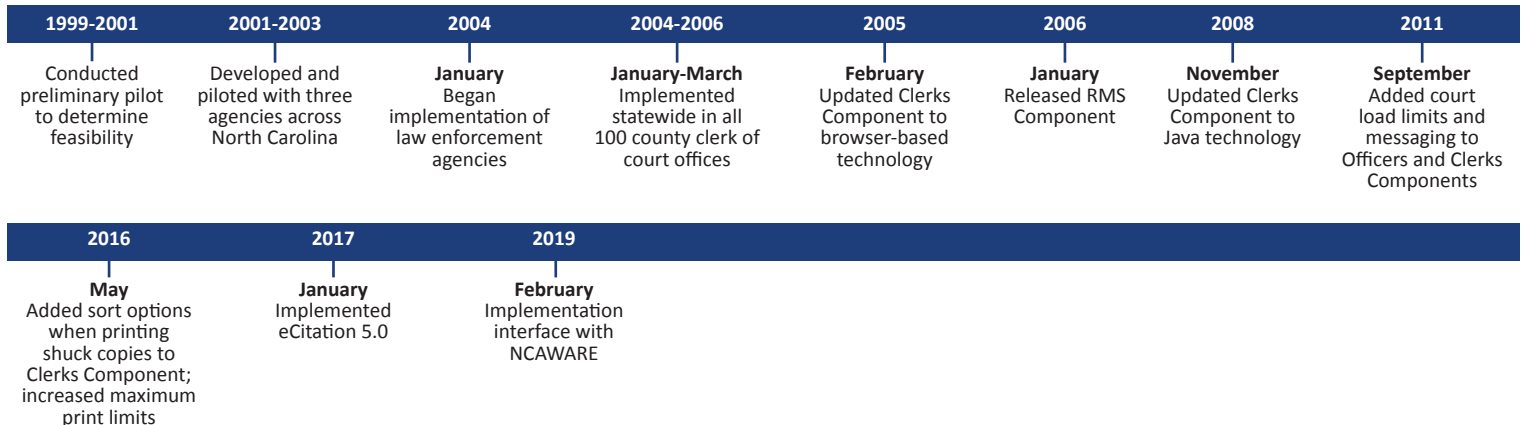 1999-2001
Conducted
preliminary pilot
to determine
feasibility
2001-2003
Developed and
piloted with three
agencies across
North Carolina
2004
January
Began
implementation of
law enforcement
agencies
2004-2006
January-March
Implemented
statewide in all
100 county clerk of
court offices
2005
February
Updated Clerks
Component to
browser-based
technology
2006
January
Released RMS
Component
2008
November
Updated Clerks
Component to
Java technology
2011
September
Added court
load limits and
messaging to
Officers and Clerks
Components
2016
May
Added sort options
when printing
shuck copies to
Clerks Component;
increased maximum
print limits
2017
January
Implemented
eCitation 5.0
2019
February
Implementation
interface with
NCAWARE